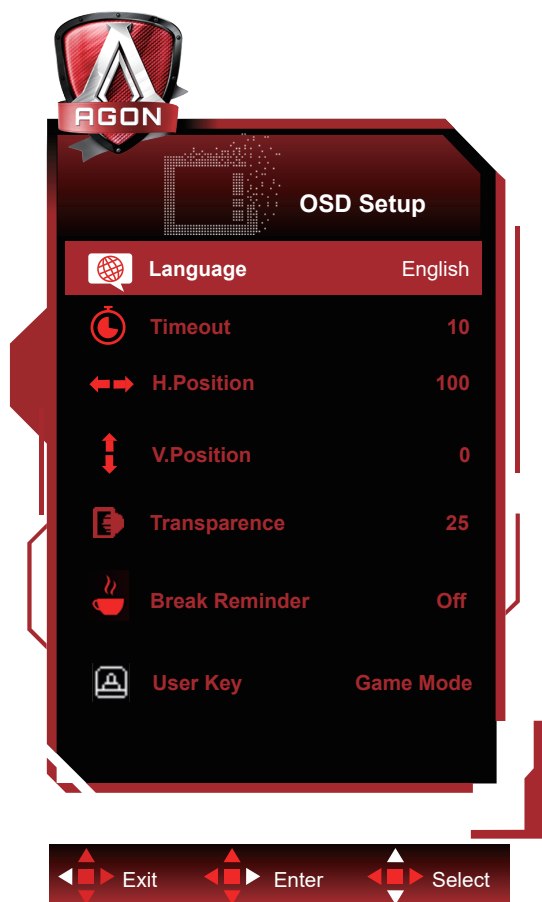 AGON
OSD Setup
Language English
Timeout 10
H.Position 100
V.Position 0
Transparence 25
Break Reminder Off
User Key Game Mode
Exit Enter Select